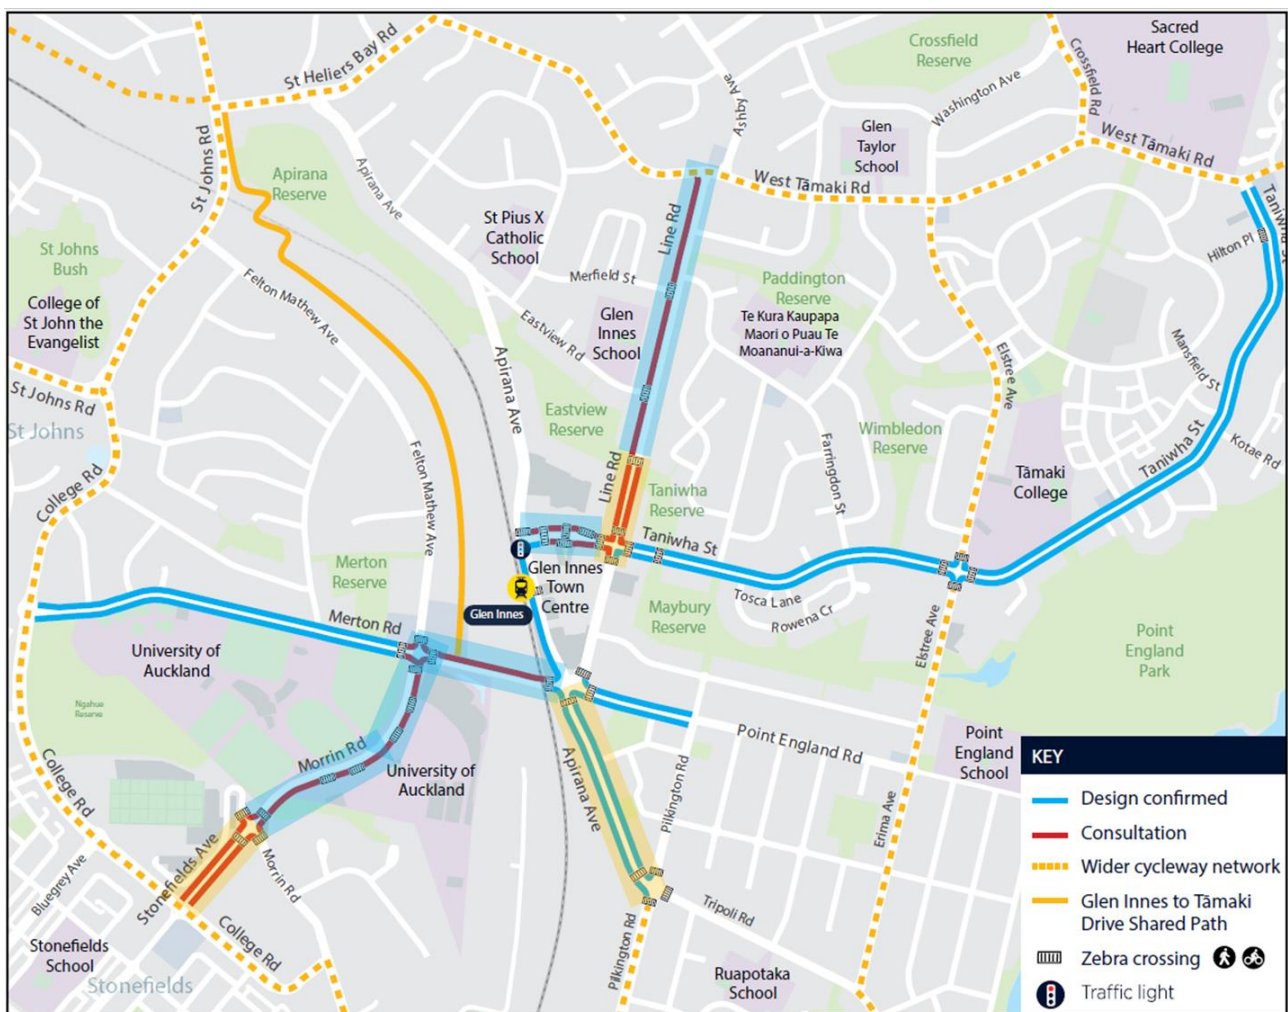 St Heliers Bay Rd
Ashby Ave
Crossfield
Reserve
Crossfield Rd
Sacred
Heart College
Washington Ave
St Johns Rd
Apirana
Reserve
Apirana Ave
Glen
Taylor
School
West Tāmaki Rd
West Tāmaki Rd
St Pius X
Catholic
School
Line Rd
Taniwha St
Hilton Pl
St Johns
Bush
College of
St John the
Evangelist
Felton Mathew Ave
Merfield St
Glen
Innes
School
Paddington
Reserve
Te Kura Kaupapa
Maori o Puau Te
Moananui-a-Kiwa
Eastview Rd
Apirana Ave
Elstree Ave
Mansfield St
St Johns Rd
St Johns
Eastview
Reserve
Wimbledon
Reserve
Farringdon St
Taniwha St
Kotae Rd
College Rd
Felton Mathew Ave
Line Rd
Taniwha
Reserve
Tāmaki
College
Taniwha St
Merton
Reserve
Glen Innes
Town
Centre
Glen Innes
Tosca Lane
Rowena Cr
Maybury
Reserve
Merton Rd
University of
Auckland
Elstree Ave
Point
England
Park
Ngahue
Reserve
Morrin Rd
University of
Auckland
Apirana Ave
Pilkington Rd
Point England Rd
Point
England
School
College Rd
Erima Ave
Stonefields Ave
Morrin Rd
Bluegrey Ave
College Rd
Stonefields
School
Stonefields
Tripoli Rd
Pilkington Rd
Ruapotaka
School
KEY
Design confirmed
Consultation
Wider cycleway network
Glen Innes to Tāmaki
Drive Shared Path
Zebra crossing
Traffic light